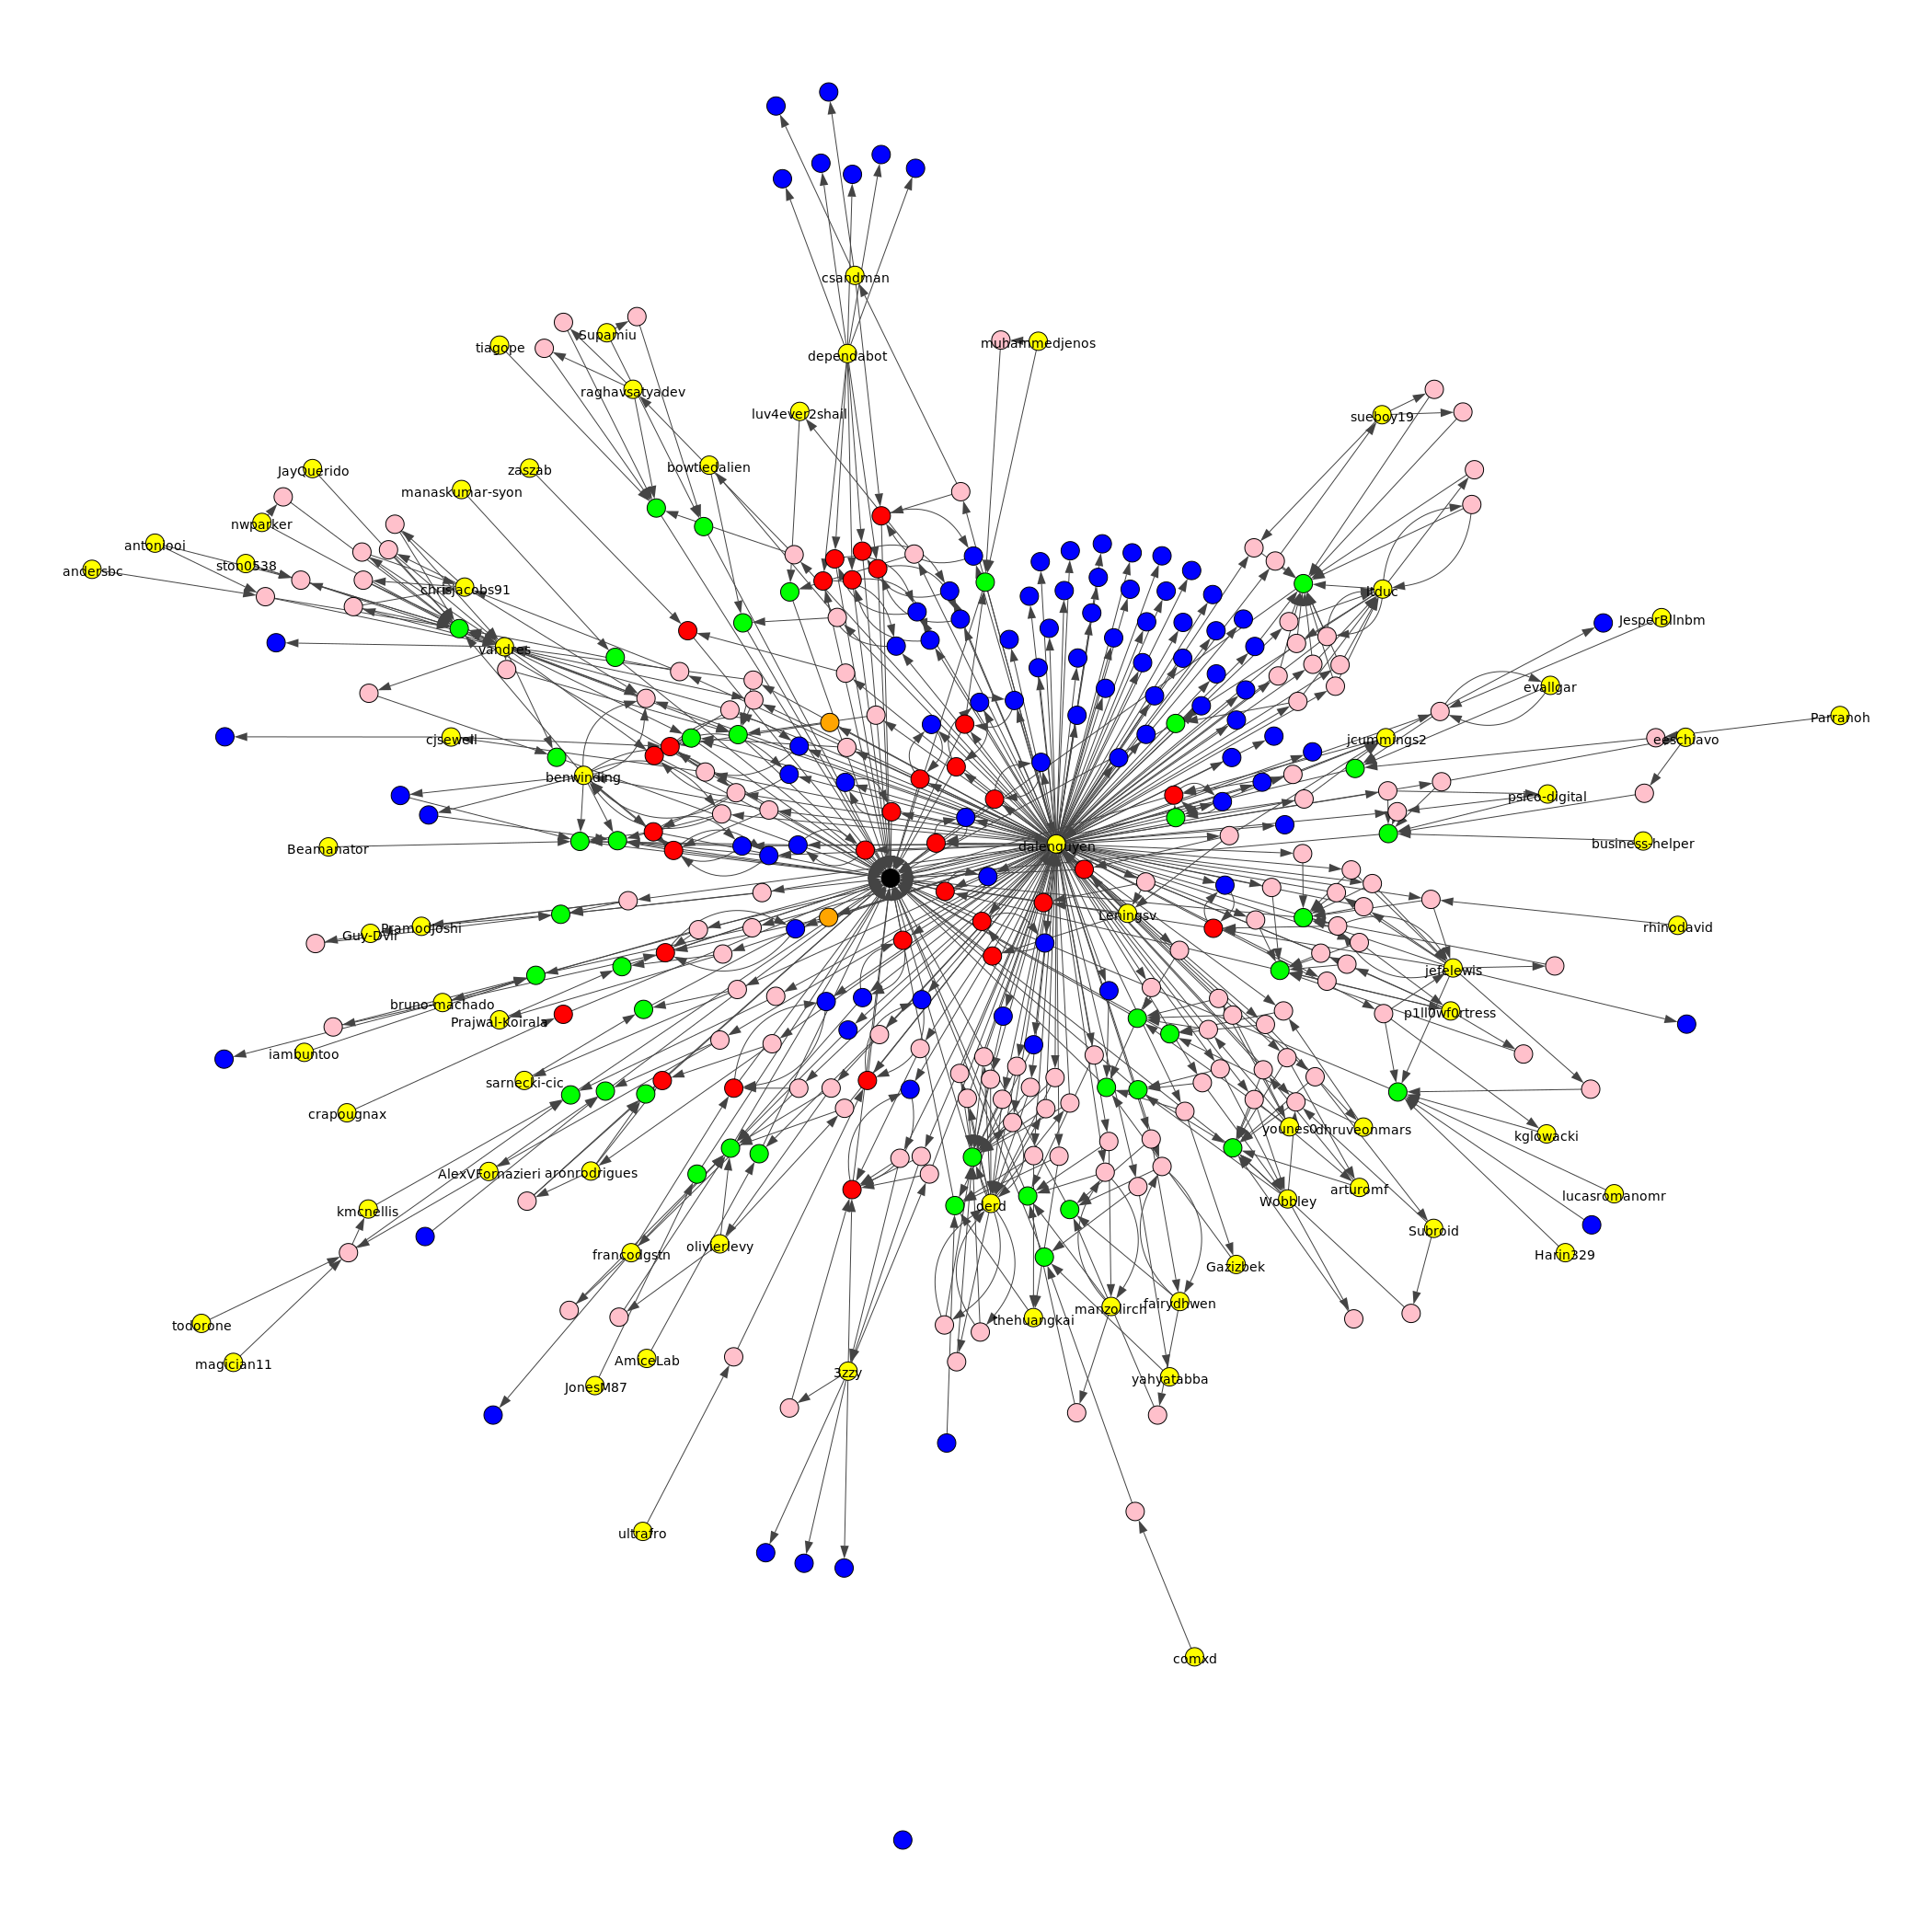 csandman
muhammedjenos
Supamiu
tiagope
dependabot
raghavsatyadev
luv4ever2shail
sueboy19
bowtiedalien
JayQuerido
zaszab
manaskumar-syon
nwparker
antonlooi
ston0538
andersbc
chrisjacobs91
ltduc
JesperBllnbm
vandres
evallgar
Parranoh
cjsewell
jcummings2
eeschiavo
benwinding
psico-digital
business-helper
Beamanator
dalenguyen
Leningsv
Pramodjoshi
Guy-Dvir
rhinodavid
jefelewis
bruno-machado
Prajwal-Koirala
p1ll0wf0rtress
iambuntoo
sarnecki-cic
crapougnax
younes0
dhruveonmars
kglowacki
AlexVFornazieri
aronrodrigues
arturomf
lucasromanomr
Wobbley
kmcnellis
Subroid
olivierlevy
francodgstn
Harin329
Gazizbek
fairydhwen
manzolirch
thehuangkai
todorone
magician11
AmiceLab
3zzy
yahyatabba
JonesM87
ultrafro
comxd